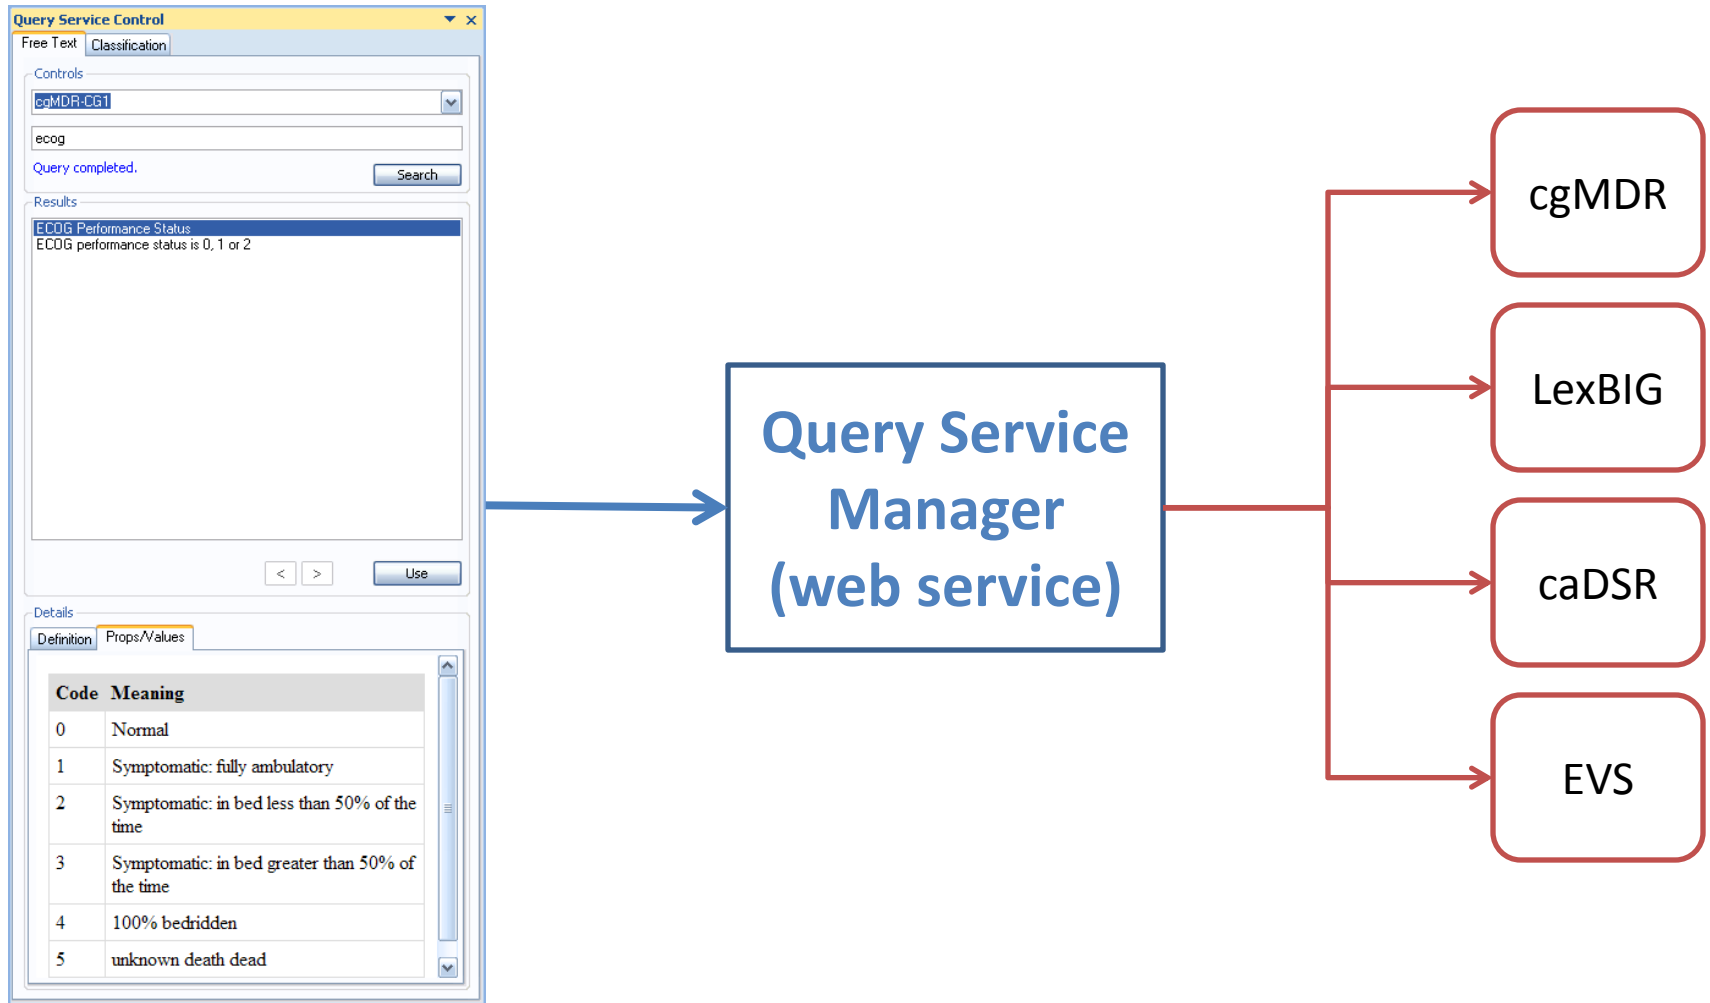 Query Service Control
Free Text
Classification
Controls
cgMDR-CG1
ecog
Query completed.
Search
Results
ECOG Performance Status
ECOG performance status is 0, 1 or 2
<
>
Use
Details
Definition
Props/Values
Code Meaning
0 Normal
1 Symptomatic: fully ambulatory
2 Symptomatic: in bed less than 50% of the
time
3 Symptomatic: in bed greater than 50% of
the time
4 100% bedridden
5 unknown death dead
Query Service
Manager
(web service)
cgMDR
LexBIG
caDSR
EVS